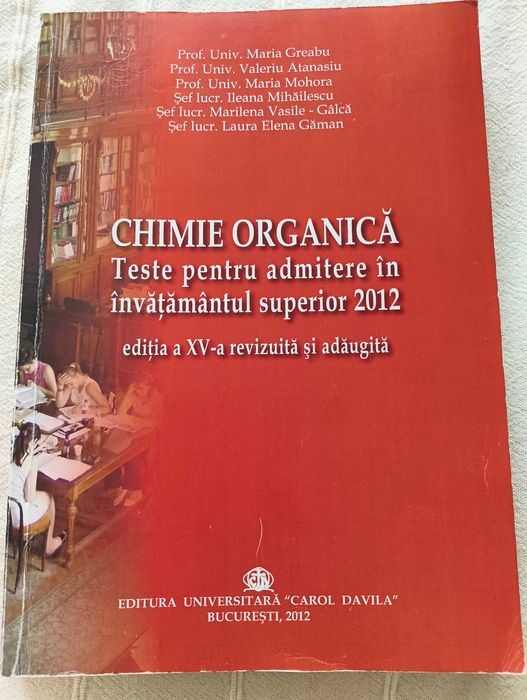 Prof. Univ. Maria Greabu
Prof. Univ. Valeriu Atanasiu
Prof. Univ. Maria Mohora
Şef lucr. Ileana Mihăilescu
Şef lucr. Marilena Vasile - Gâlcă
Şef lucr. Laura Elena Găman
CHIMIE ORGANICĂ
Teste pentru admitere în
învăţământul superior 2012
ediţia a XV-a revizuită şi adăugită
EDITURA UNIVERSITARĂ "CAROL DAVILA"
BUCUREŞTI, 2012